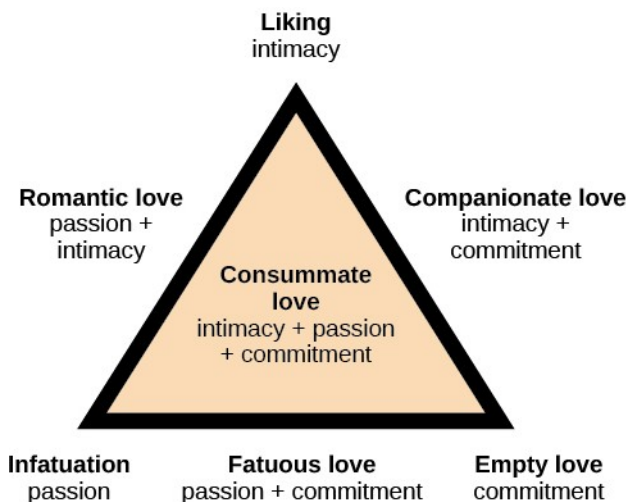 Liking
intimacy
Romantic love
passion +
intimacy
Companionate love
intimacy +
commitment
Consummate
love
intimacy + passion
+ commitment
Infatuation
passion
Fatuous love
passion + commitment
Empty love
commitment